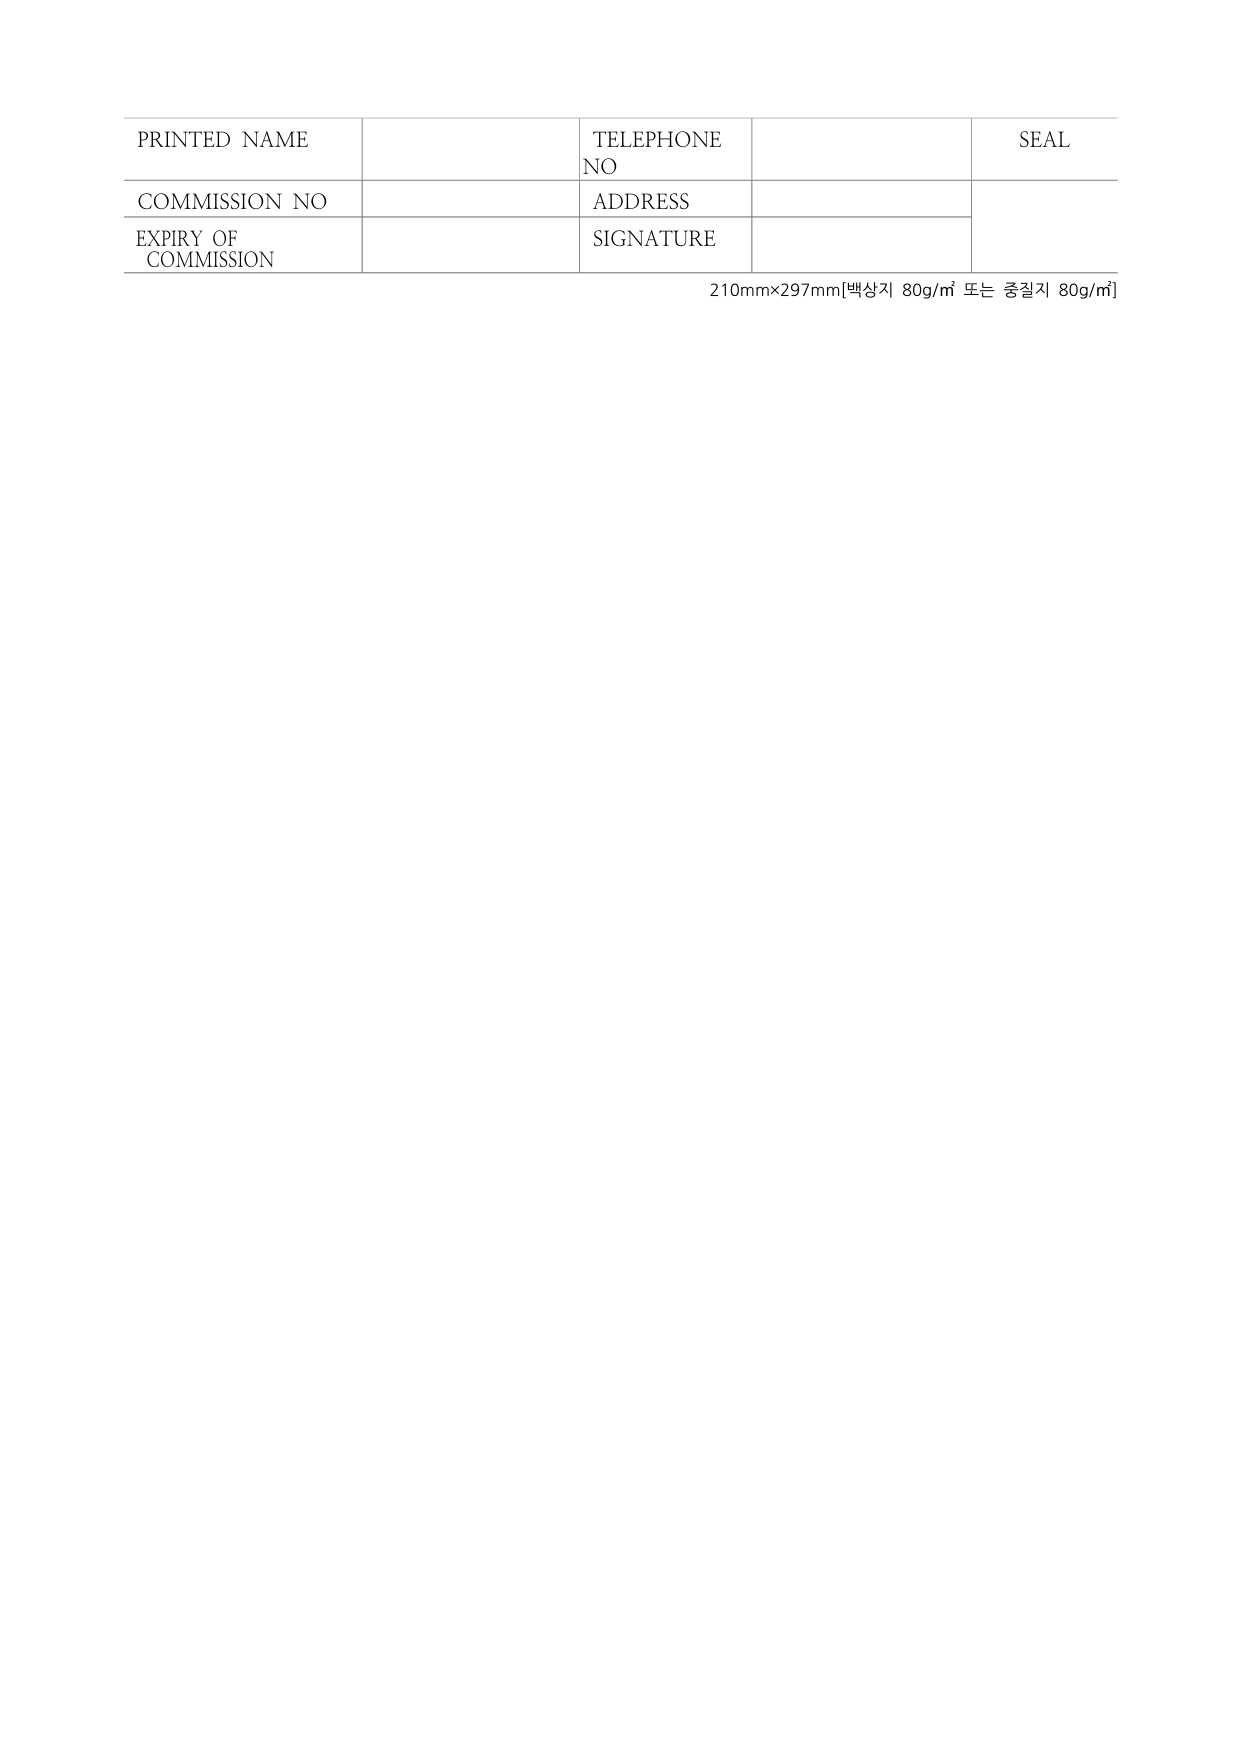 PRINTED NAME
TELEPHONE
NO
SEAL
COMMISSION NO
ADDRESS
EXPIRY OF
COMMISSION
SIGNATURE
210mm×297mm[백상지 80g/㎡ 또는 중질지 80g/㎡]